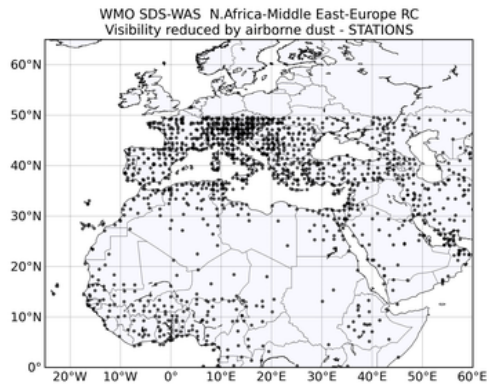 WMO SDS-WAS N.Africa-Middle East-Europe RC
Visibility reduced by airborne dust - STATIONS
60°N
50°N
40°N
30°N
20°N
10°N
0°
20°W 10°W 0° 10°E 20°E 30°E 40°E 50°E 60°E